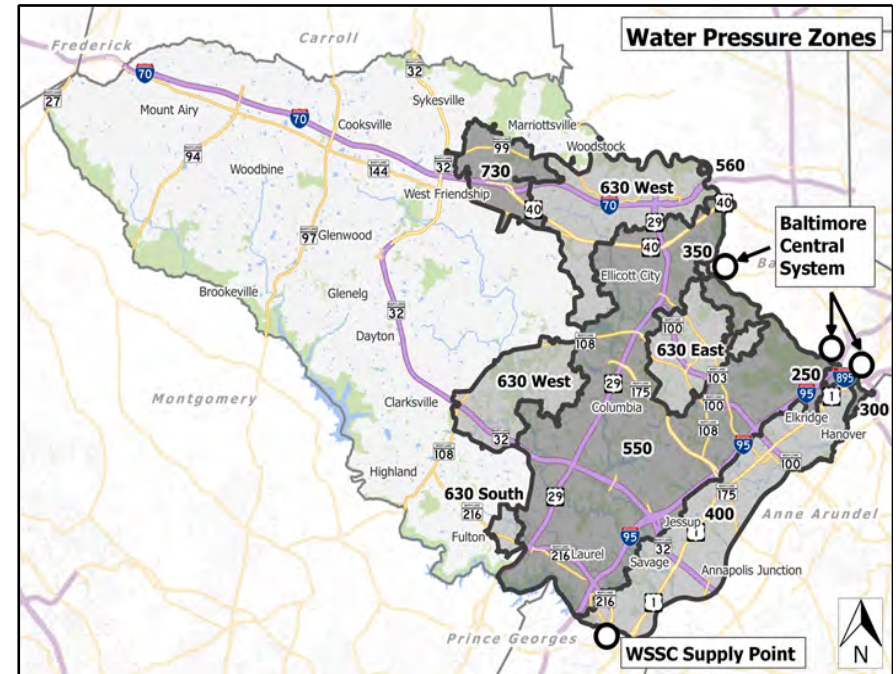 Water Pressure Zones
Frederick
Carroll
70
27
Mount Airy
32
Sykesville
70
Cooksville
Marriottsville
99
Woodstock
94
Woodbine
144
32
730
560
630 West
West Friendship
70
40
29
40
40
Baltimore
Central
System
350
Ba
97
Glenwood
Ellicott City
Glenelg
Brookeville
32
100
Dayton
108
630 East
630 West
29
175
103
250
895
95
1
300
Montgomery
Clarksville
Columbia
100
Elkridge
Hanover
32
108
550
95
108
100
Highland
630 South
29
175
400
Anne Arundel
216
Fulton
Jessup
1
95
216
Laurel
32
Savage
Annapolis Junction
216
1
Prince Georges
WSSC Supply Point
N